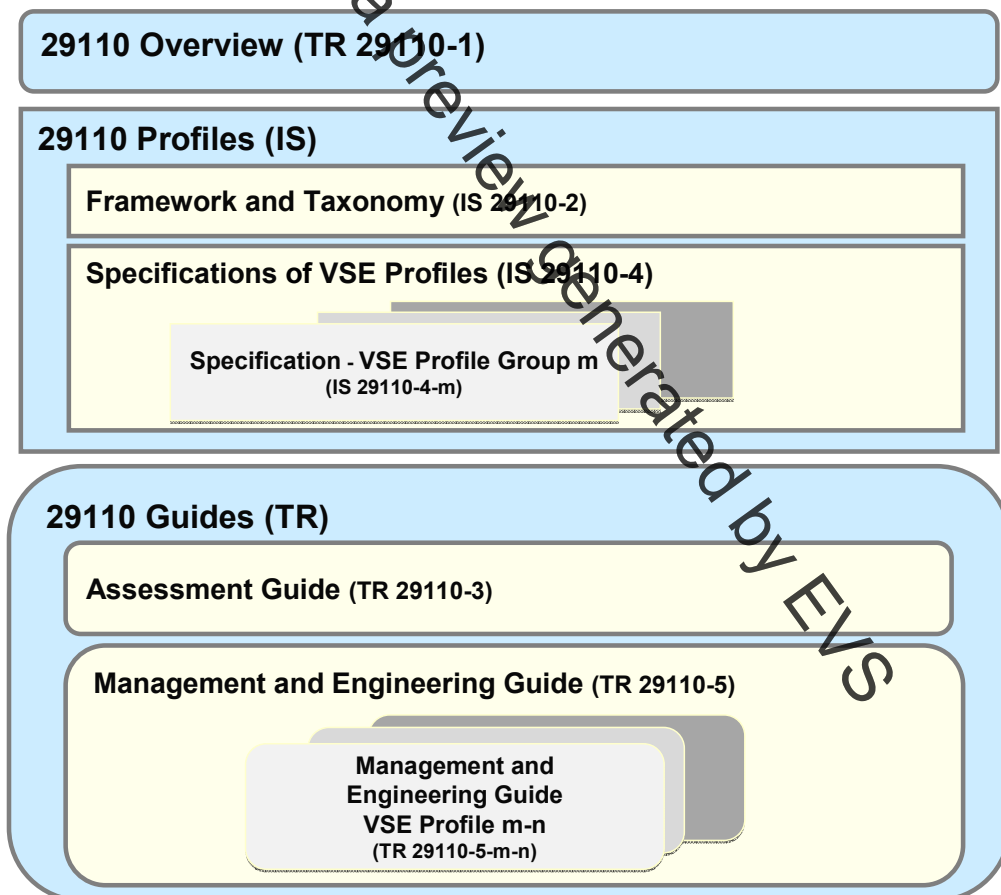 29110 Overview (TR 29110-1)
29110 Profiles (IS)
Framework and Taxonomy (IS 29110-2)
Specifications of VSE Profiles (IS 29110-4)
Specification - VSE Profile Group m
(IS 29110-4-m)
29110 Guides (TR)
Assessment Guide (TR 29110-3)
Management and Engineering Guide (TR 29110-5)
Management and
Engineering Guide
VSE Profile m-n
(TR 29110-5-m-n)
a preview generated by EVS